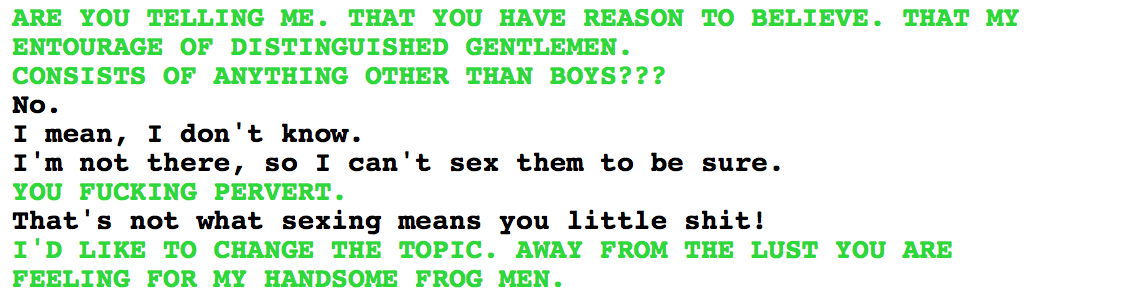 ARE YOU TELLING ME. THAT YOU HAVE REASON TO BELIEVE. THAT MY
ENTOURAGE OF DISTINGUISHED GENTLEMEN.
CONSISTS OF ANYTHING OTHER THAN BOYS???
No.
I mean, I don't know.
I'm not there, so I can't sex them to be sure.
YOU FUCKING PERVERT.
That's not what sexing means you little shit!
I'D LIKE TO CHANGE THE TOPIC. AWAY FROM THE LUST YOU ARE
FEELING FOR MY HANDSOME FROG MEN.